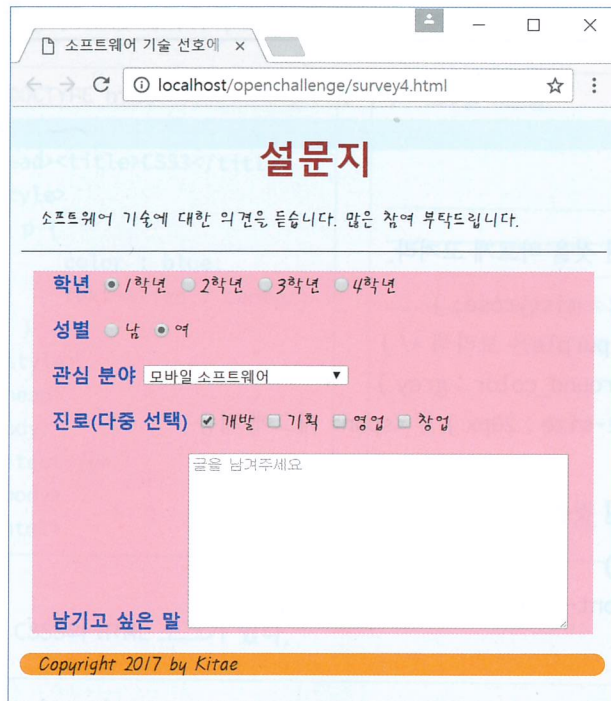 소프트웨어 기술 선호에
localhost/openchallenge/survey4.html
설문지
소프트웨어 기술에 대한 의견을 듣습니다. 많은 참여 부탁드립니다.
학년 1학년 2학년 3학년 4학년
성별 남 여
관심 분야 모바일 소프트웨어
진로(다중 선택) 개발 기획 영업 창업
글을 남겨주세요
남기고 싶은 말
Copyright 2017 by Kitae